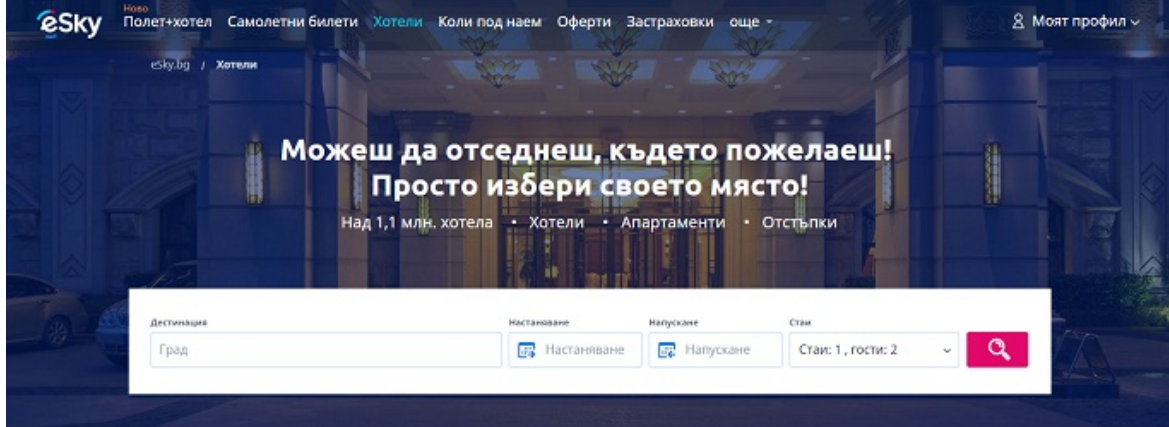 Ново
eSky Полет+хотел Самолетни билети Хотели Коли под наем Оферти Застраховки още Моят профил
eSky.bg / Хотели
Можеш да отседнеш, където пожелаеш!
Просто избери своето място!
Над 1,1 млн. хотела • Хотели • Апартаменти • Отстъпки
Дестинация Настаняване Напускане Стаи
Град Настаняване Напускане Стаи: 1 , гости: 2